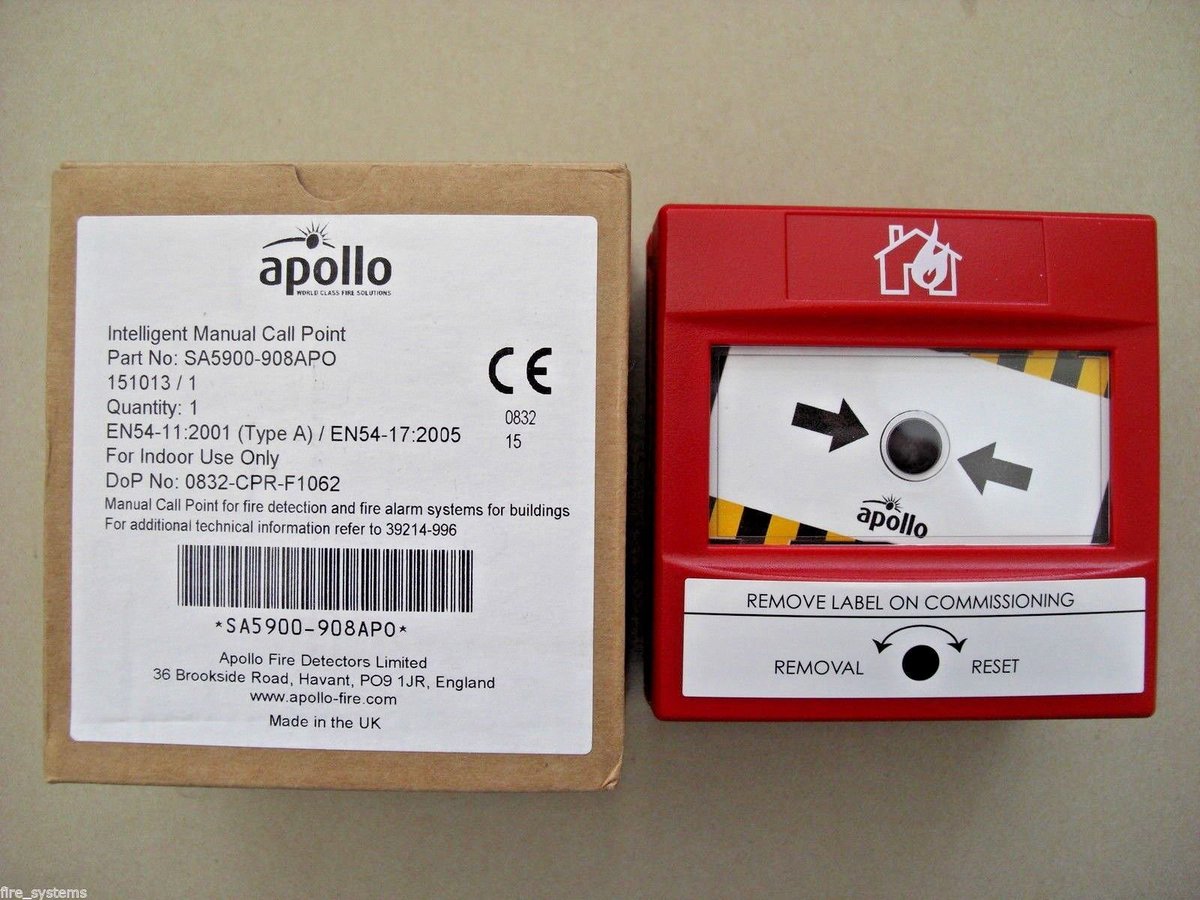 apollo
WORLD CLASS FIRE SOLUTIONS
Intelligent Manual Call Point
Part No: SA5900-908APO
151013 / 1
Quantity: 1
EN54-11:2001 (Type A) / EN54-17:2005
For Indoor Use Only
DoP No: 0832-CPR-F1062
Manual Call Point for fire detection and fire alarm systems for buildings
For additional technical information refer to 39214-996
CE
0832
15
*SA5900-908APO*
Apollo Fire Detectors Limited
36 Brookside Road, Havant, PO9 1JR, England
www.apollo-fire.com
Made in the UK
apollo
REMOVE LABEL ON COMMISSIONING
REMOVAL RESET
fire_systems